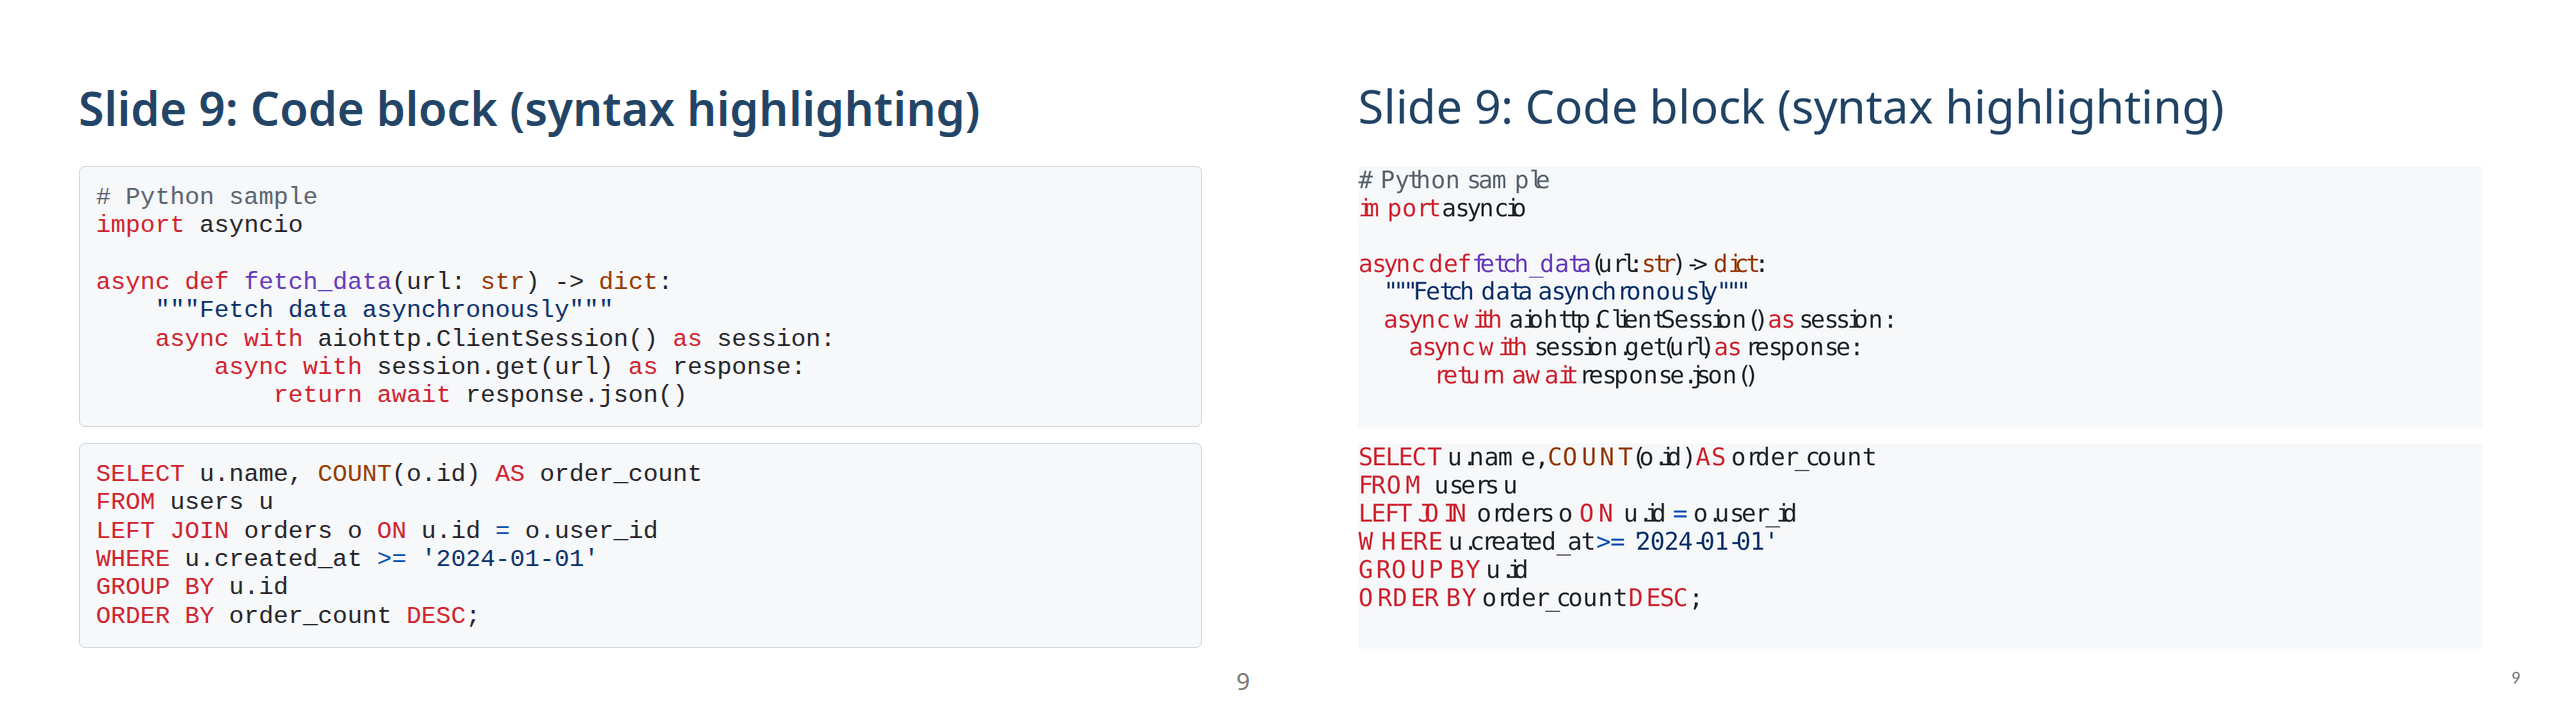 Slide 9: Code block (syntax highlighting)
# Python sample
import asyncio

async def fetch_data(url: str) -> dict:
    """Fetch data asynchronously"""
    async with aiohttp.ClientSession() as session:
        async with session.get(url) as response:
            return await response.json()
SELECT u.name, COUNT(o.id) AS order_count
FROM users u
LEFT JOIN orders o ON u.id = o.user_id
WHERE u.created_at >= '2024-01-01'
GROUP BY u.id
ORDER BY order_count DESC;
9
Slide 9: Code block (syntax highlighting)
# Python sample
import asyncio

async def fetch_data(url: str) -> dict:
    """Fetch data asynchronously"""
    async with aiohttp.ClientSession() as session:
        async with session.get(url) as response:
            return await response.json()
SELECT u.name, COUNT(o.id) AS order_count
FROM users u
LEFT JOIN orders o ON u.id = o.user_id
WHERE u.created_at >= '2024-01-01'
GROUP BY u.id
ORDER BY order_count DESC;
9